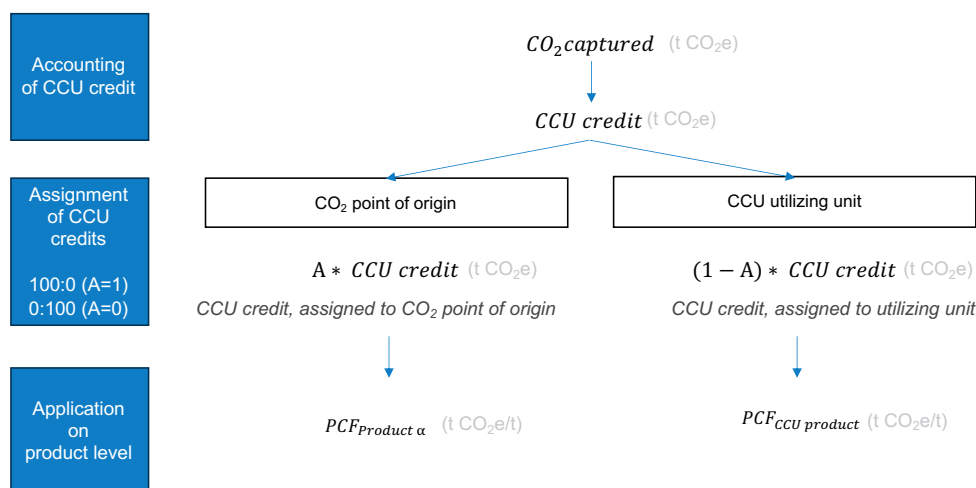 Accounting
of CCU credit
CO₂captured (t CO₂e)
CCU credit (t CO₂e)
Assignment
of CCU
credits
100:0 (A=1)
0:100 (A=0)
CO₂ point of origin
CCU utilizing unit
A * CCU credit (t CO₂e)
(1 − A) * CCU credit (t CO₂e)
CCU credit, assigned to CO₂ point of origin
CCU credit, assigned to utilizing unit
Application
on
product level
PCF_Product α (t CO₂e/t)
PCF_CCU product (t CO₂e/t)